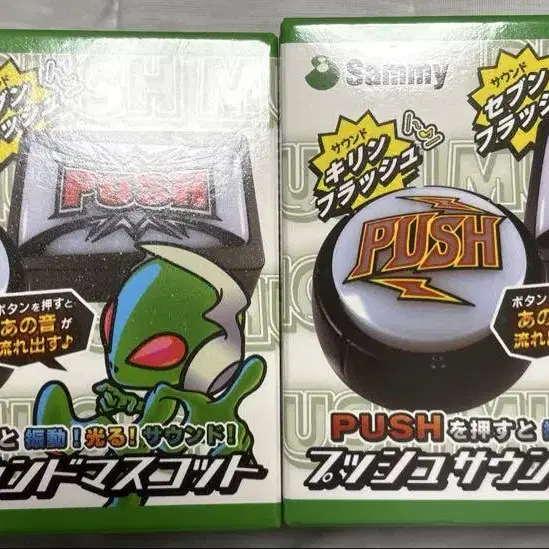 サウンド
ブン
ラッシュ
PUSH
ボタンを押すと
あの音が
流れ出す♪
と 振動!光る!サウンド!
ンドマスコット
Sammy
サウンド
キリン
フラッシュ
サウンド
セブン
フラッシュ
PUSH
ボタン
あの
流れ
PUSHを押すと
プッシュサウン